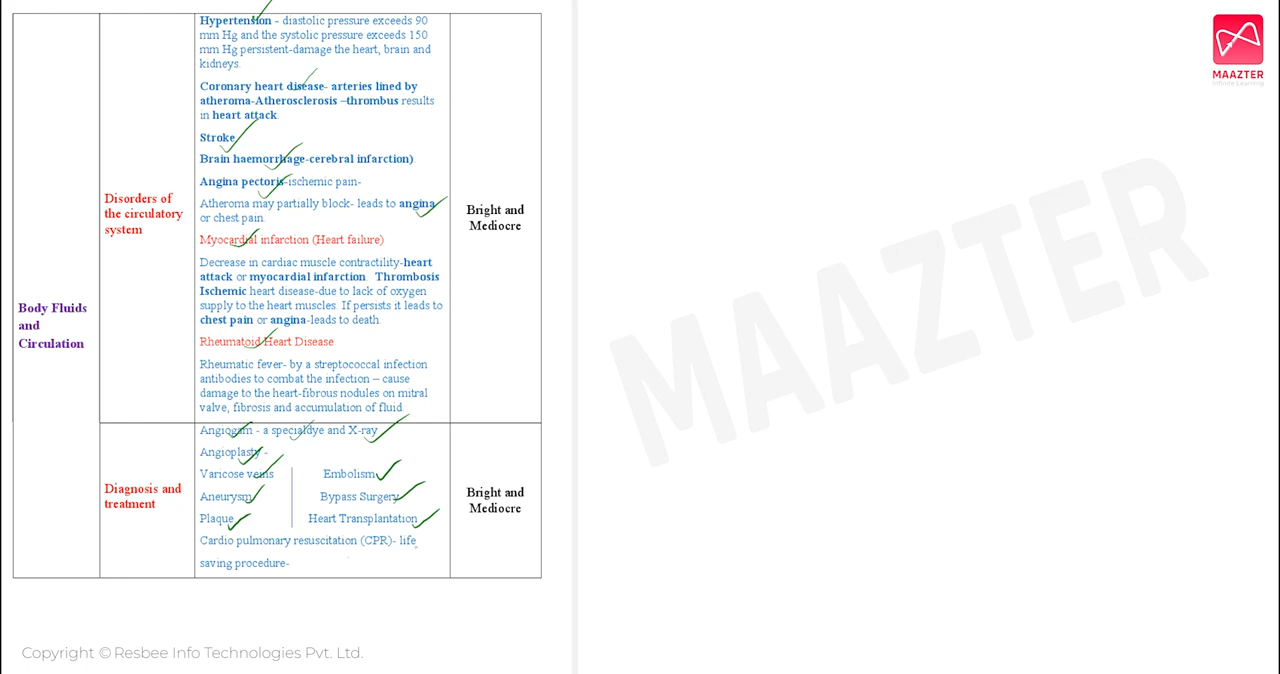 Hypertension - diastolic pressure exceeds 90
mm Hg and the systolic pressure exceeds 150
mm Hg persistent-damage the heart, brain and
kidneys.
Coronary heart disease- arteries lined by
atheroma-Atherosclerosis –thrombus results
in heart attack.
Stroke
Brain haemorrhage-cerebral infarction)
Angina pectoris-ischemic pain-
Atheroma may partially block- leads to angina
or chest pain.
Myocardial infarction (Heart failure)
Decrease in cardiac muscle contractility-heart
attack or myocardial infarction. Thrombosis
Ischemic heart disease-due to lack of oxygen
supply to the heart muscles. If persists it leads to
chest pain or angina-leads to death.
Rheumatoid Heart Disease
Rheumatic fever- by a streptococcal infection
antibodies to combat the infection – cause
damage to the heart-fibrous nodules on mitral
valve, fibrosis and accumulation of fluid
Disorders of
the circulatory
system
Bright and
Mediocre
Body Fluids
and
Circulation
Angiogam - a special dye and X-ray
Angioplasty -
Varicose veins
Embolism
Aneurysm
Bypass Surgery
Plaque
Heart Transplantation
Cardio pulmonary resuscitation (CPR)- life
saving procedure-
Diagnosis and
treatment
Bright and
Mediocre
Copyright © Resbee Info Technologies Pvt. Ltd.
MAAZTER
Infinite Learning
MAAZTER